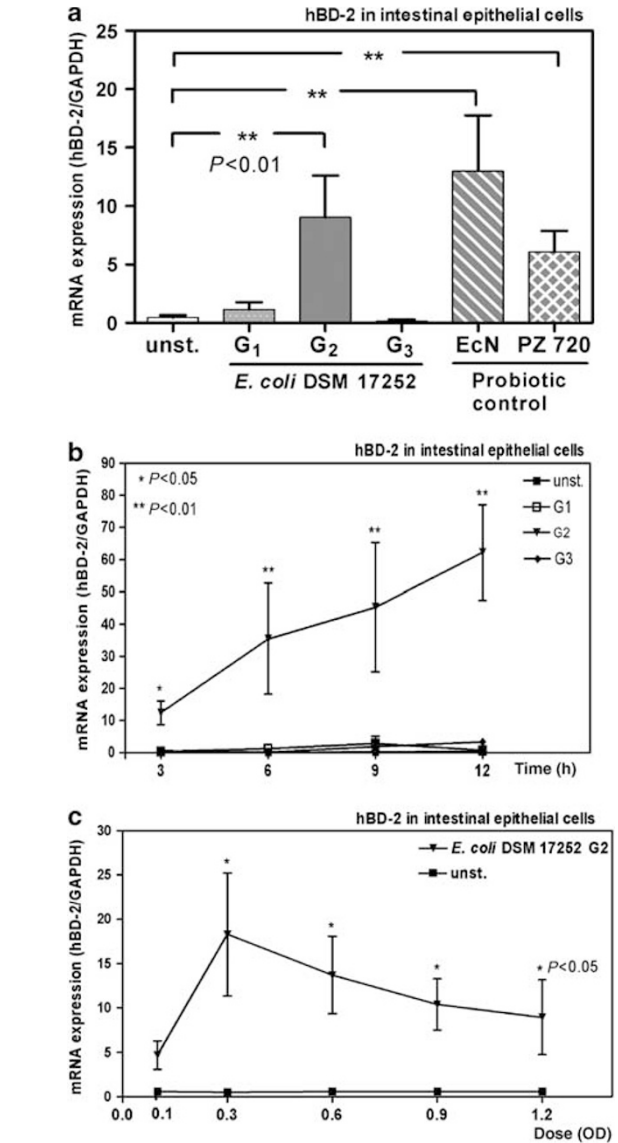 a
hBD-2 in intestinal epithelial cells
mRNA expression (hBD-2/GAPDH)
25
20
15
10
5
0
**
**
**
P<0.01
unst. G1 G2 G3 EcN PZ 720
E. coli DSM 17252
Probiotic
control
b
hBD-2 in intestinal epithelial cells
mRNA expression (hBD-2/GAPDH)
90
80
70
60
50
40
30
20
10
0
* P<0.05
** P<0.01
unst.
G1
G2
G3
*
**
**
**
3 6 9 12 Time (h)
c
hBD-2 in intestinal epithelial cells
mRNA expression (hBD-2/GAPDH)
30
25
20
15
10
5
0
E. coli DSM 17252 G2
unst.
*
*
*
* P<0.05
0.0 0.1 0.3 0.6 0.9 1.2
Dose (OD)